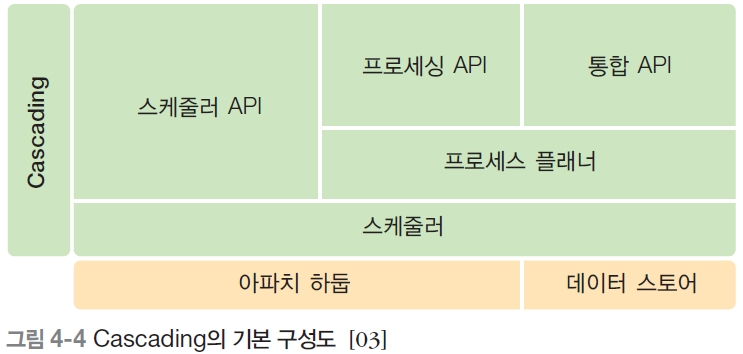 Cascading
스케줄러 API
프로세싱 API
통합 API
프로세스 플래너
스케줄러
아파치 하둡
데이터 스토어
그림 4-4 Cascading의 기본 구성도 [03]